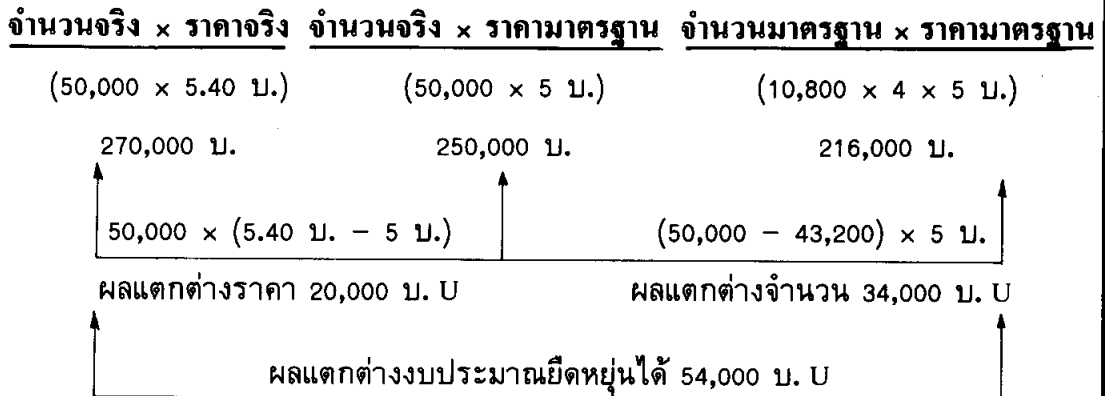 จำนวนจริง × ราคาจริง จำนวนจริง × ราคามาตรฐาน จำนวนมาตรฐาน × ราคามาตรฐาน
(50,000 × 5.40 บ.) (50,000 × 5 บ.) (10,800 × 4 × 5 บ.)
270,000 บ. 250,000 บ. 216,000 บ.
50,000 × (5.40 บ. − 5 บ.) (50,000 − 43,200) × 5 บ.
ผลแตกต่างราคา 20,000 บ. U ผลแตกต่างจำนวน 34,000 บ. U
ผลแตกต่างงบประมาณยืดหยุ่นได้ 54,000 บ. U